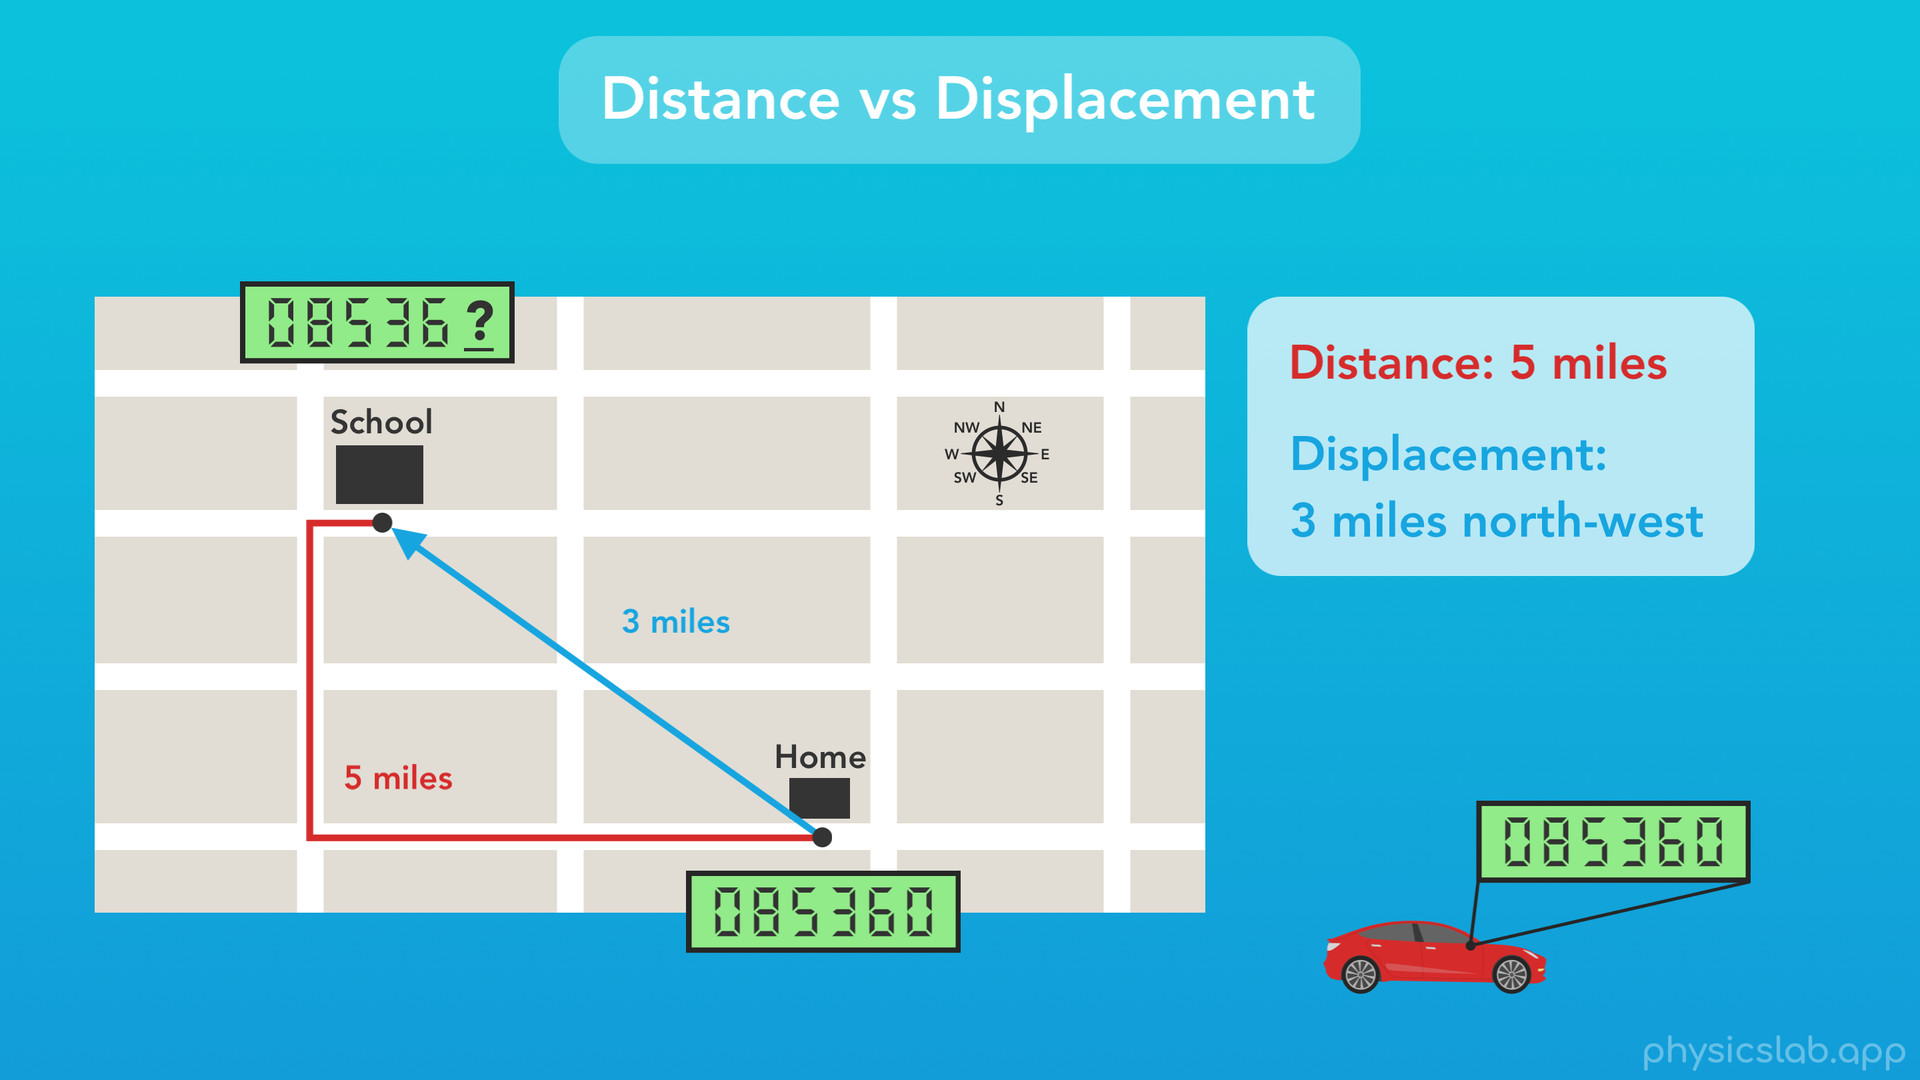 Distance vs Displacement
08536?
School
N
NW NE
W E
SW SE
S
3 miles
5 miles
Home
085360
Distance: 5 miles
Displacement:
3 miles north-west
085360
physicslab.app